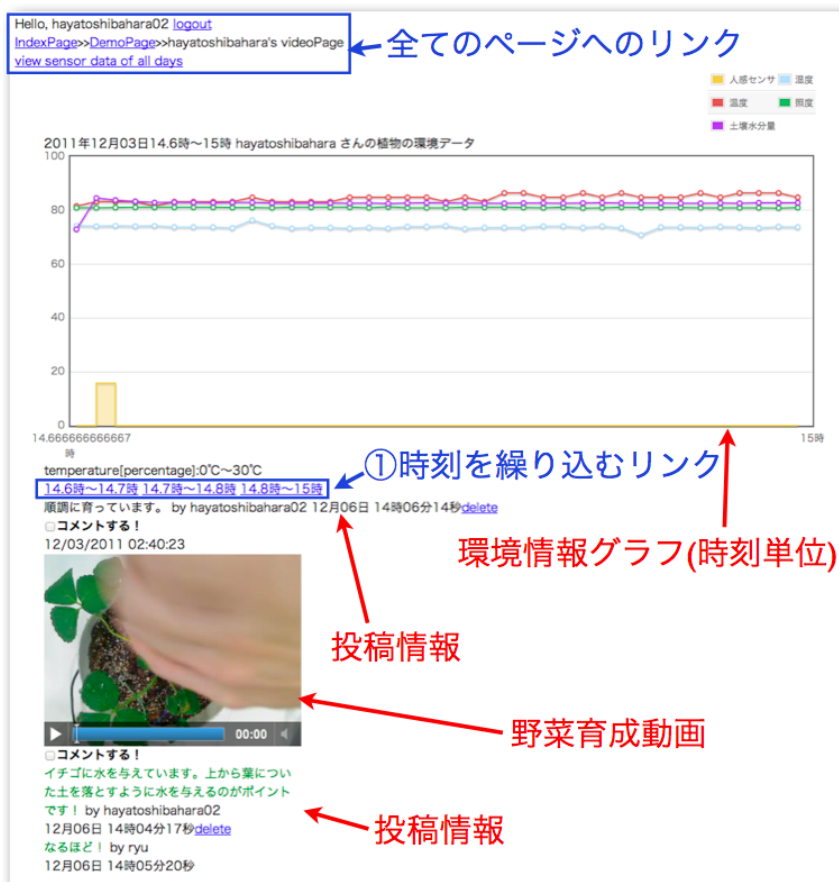 Hello, hayatoshibahara02 logout
IndexPage>>DemoPage>>hayatoshibahara's videoPage
view sensor data of all days
全てのページへのリンク
人感センサ 湿度
温度 照度
土壌水分量
2011年12月03日14.6時〜15時 hayatoshibahara さんの植物の環境データ
100
80
60
40
20
0
14.666666666667時
15時
temperature[percentage]:0℃〜30℃
①時刻を繰り込むリンク
14.6時〜14.7時 14.7時〜14.8時 14.8時〜15時
順調に育っています。 by hayatoshibahara02 12月06日 14時06分14秒delete
コメントする！
12/03/2011 02:40:23
環境情報グラフ(時刻単位)
投稿情報
野菜育成動画
00:00
コメントする！
イチゴに水を与えています。上から葉につい
た土を落とすように水を与えるのがポイント
です！ by hayatoshibahara02
12月06日 14時04分17秒delete
投稿情報
なるほど！ by ryu
12月06日 14時05分20秒